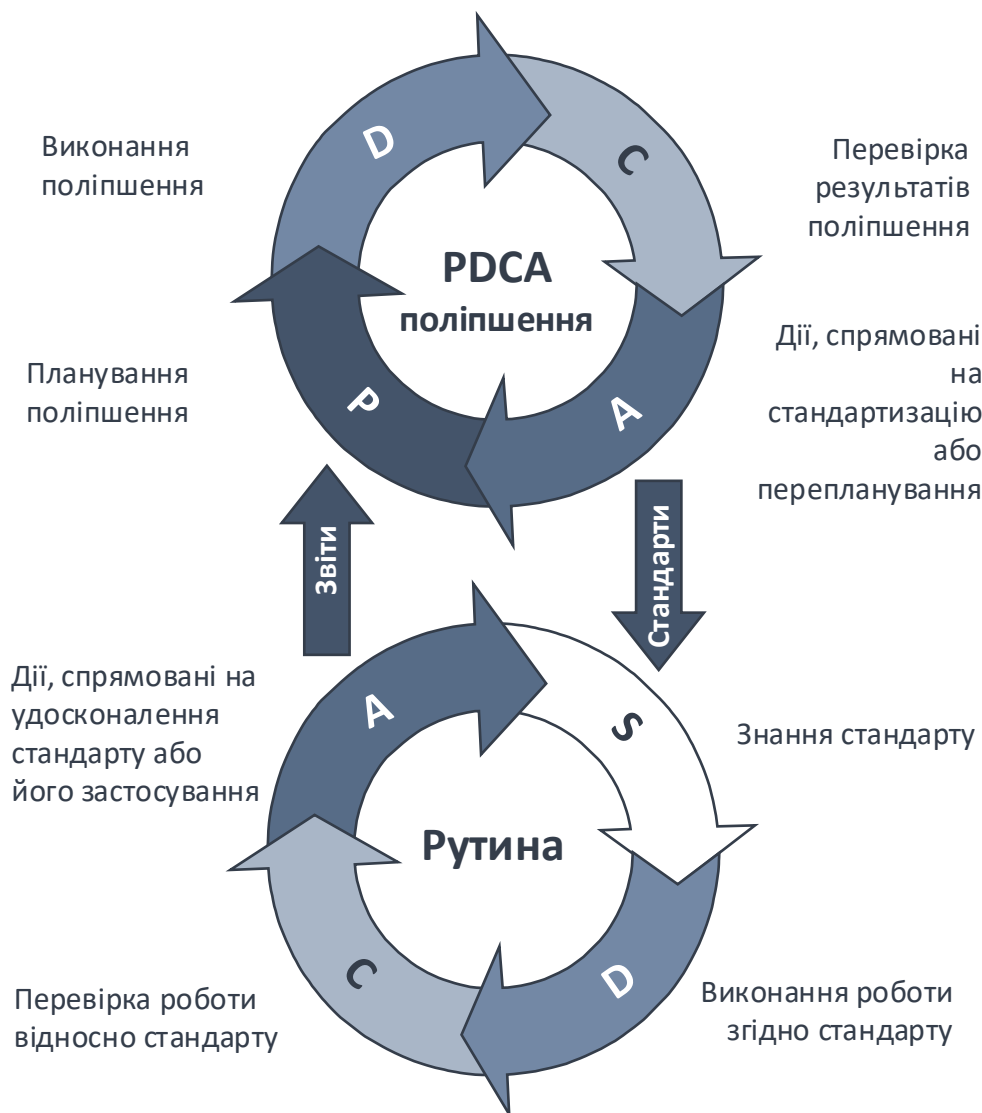 D
C
Виконання
поліпшення
Перевірка
результатів
поліпшення
PDCA
поліпшення
Планування
поліпшення
Дії, спрямовані
на
стандартизацію
або
перепланування
P
A
Звіти
Стандарти
Дії, спрямовані на
удосконалення
стандарту або
його застосування
A
S
Знання стандарту
Рутина
C
D
Перевірка роботи
відносно стандарту
Виконання роботи
згідно стандарту